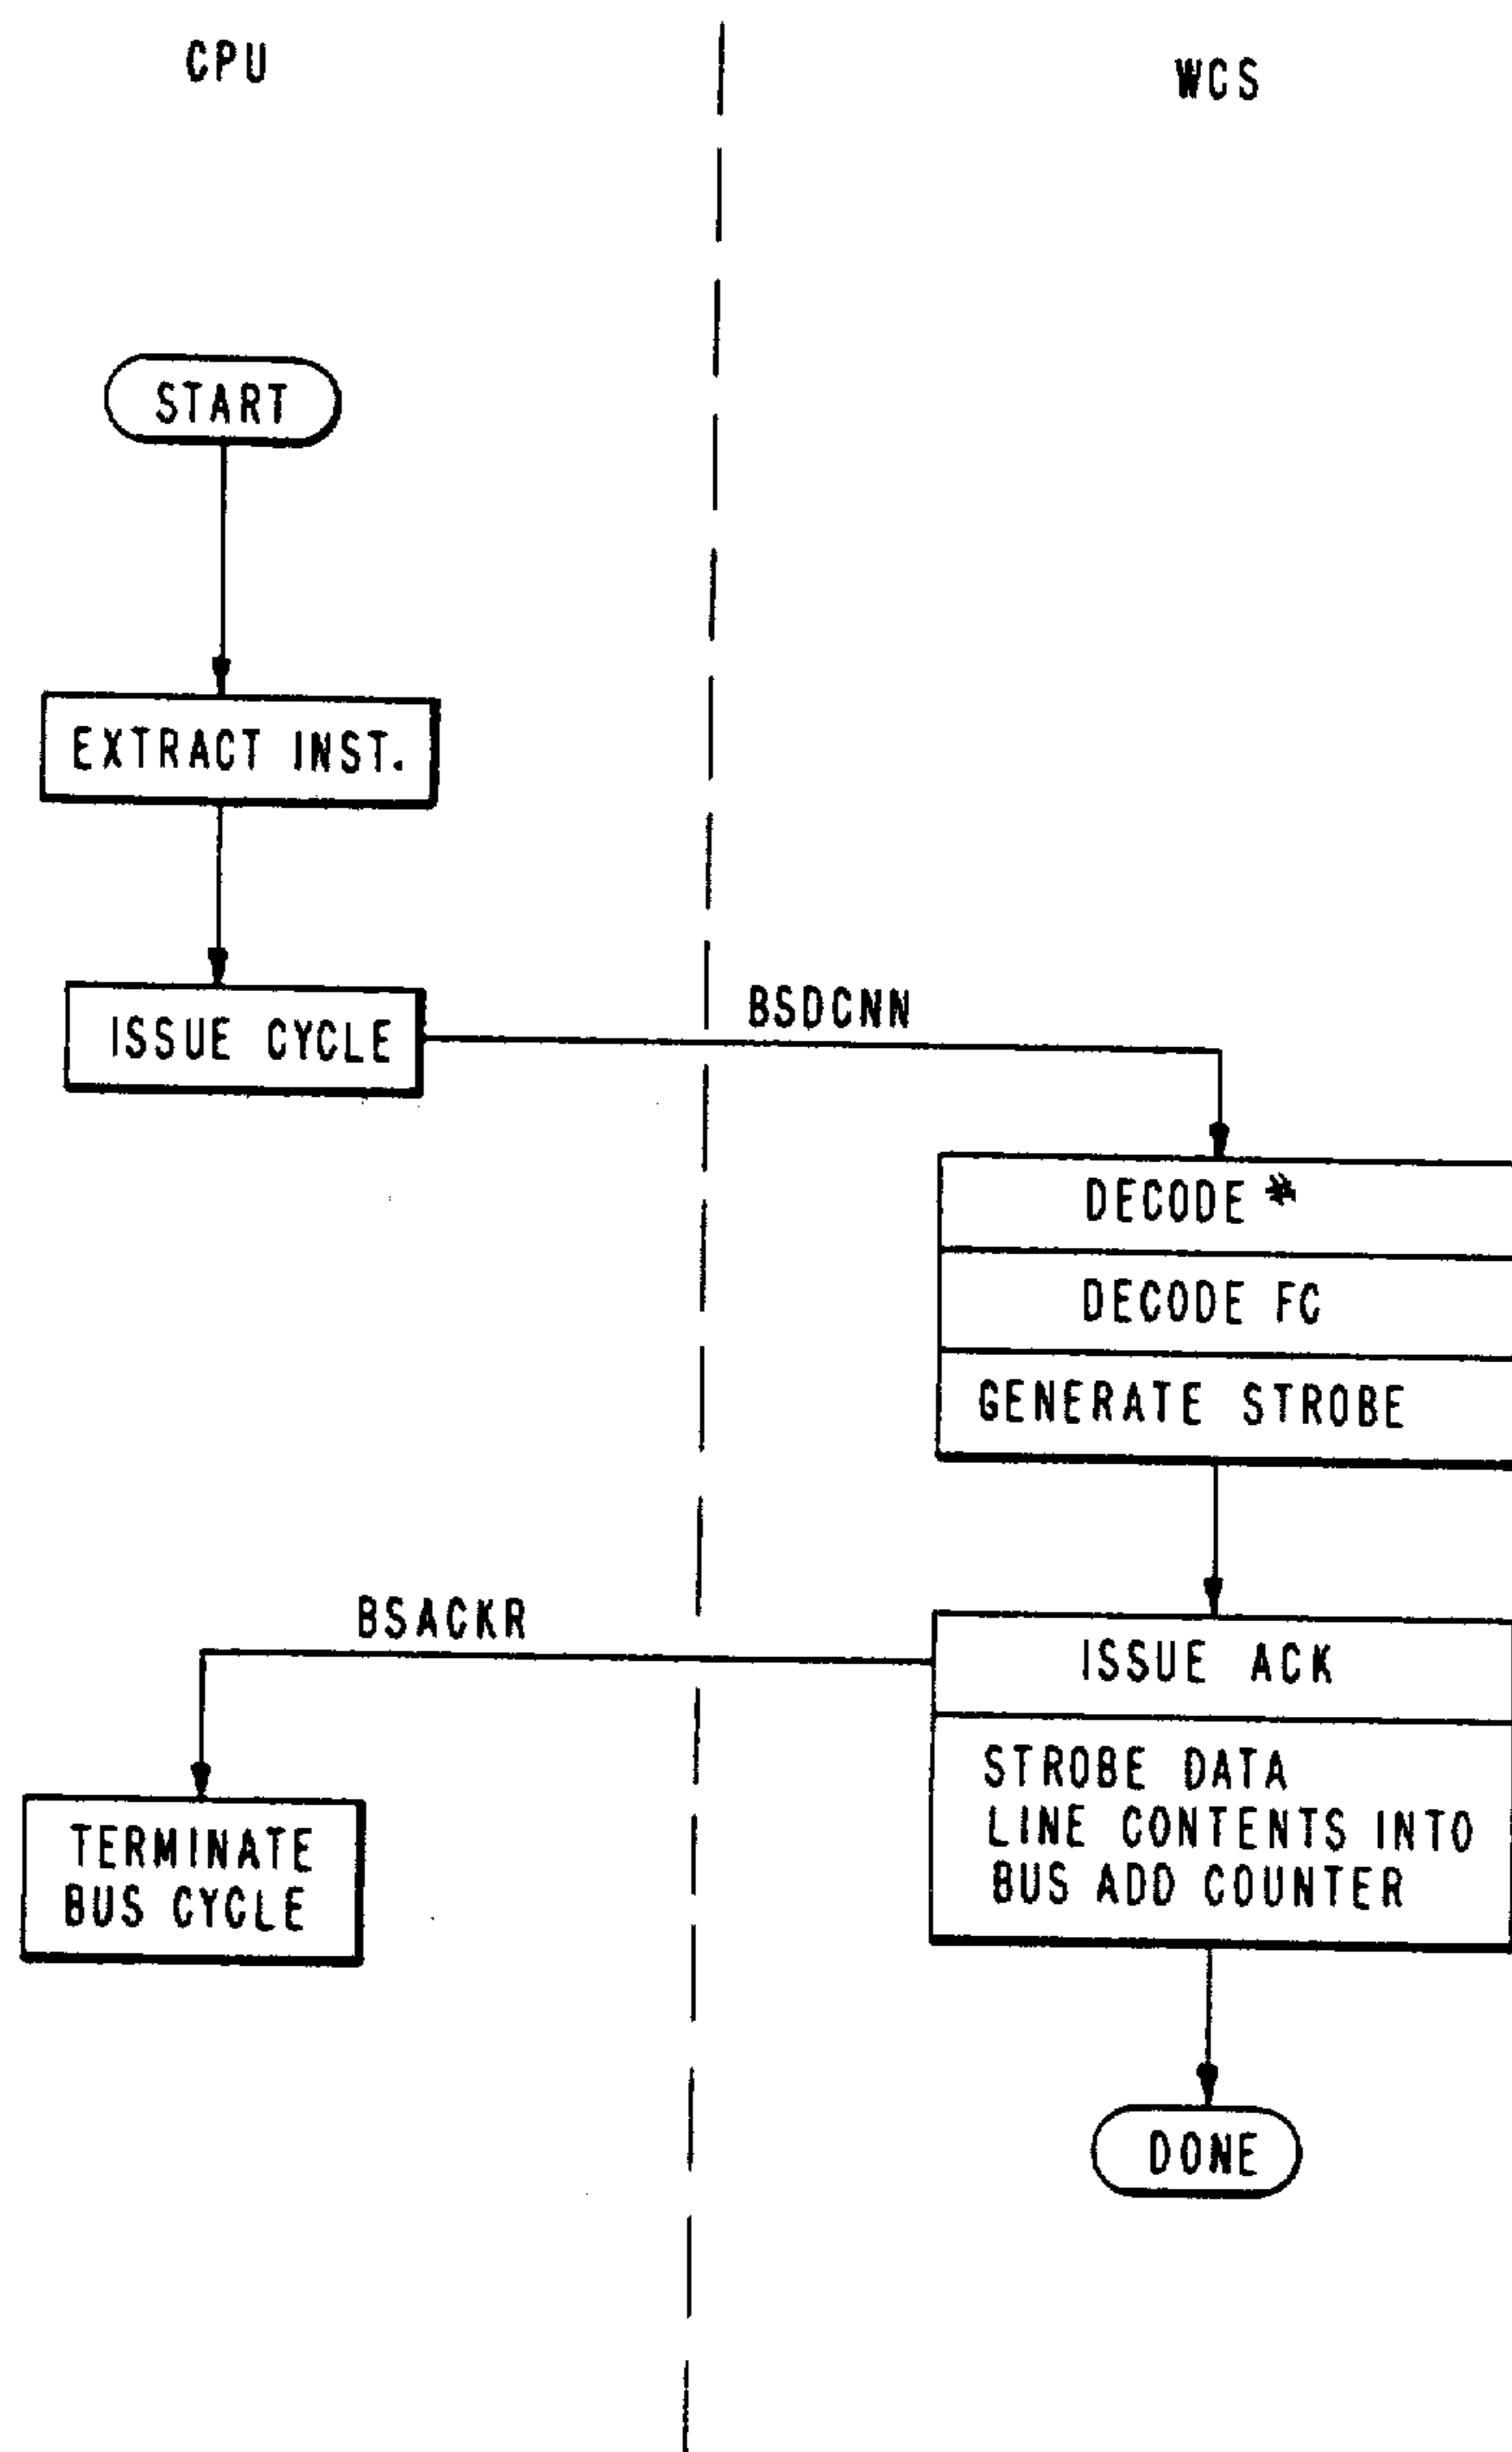 CPU
WCS
START
EXTRACT INST.
ISSUE CYCLE
BSDCNN
DECODE *
DECODE FC
GENERATE STROBE
BSACKR
ISSUE ACK
STROBE DATA
LINE CONTENTS INTO
BUS ADD COUNTER
TERMINATE
BUS CYCLE
DONE